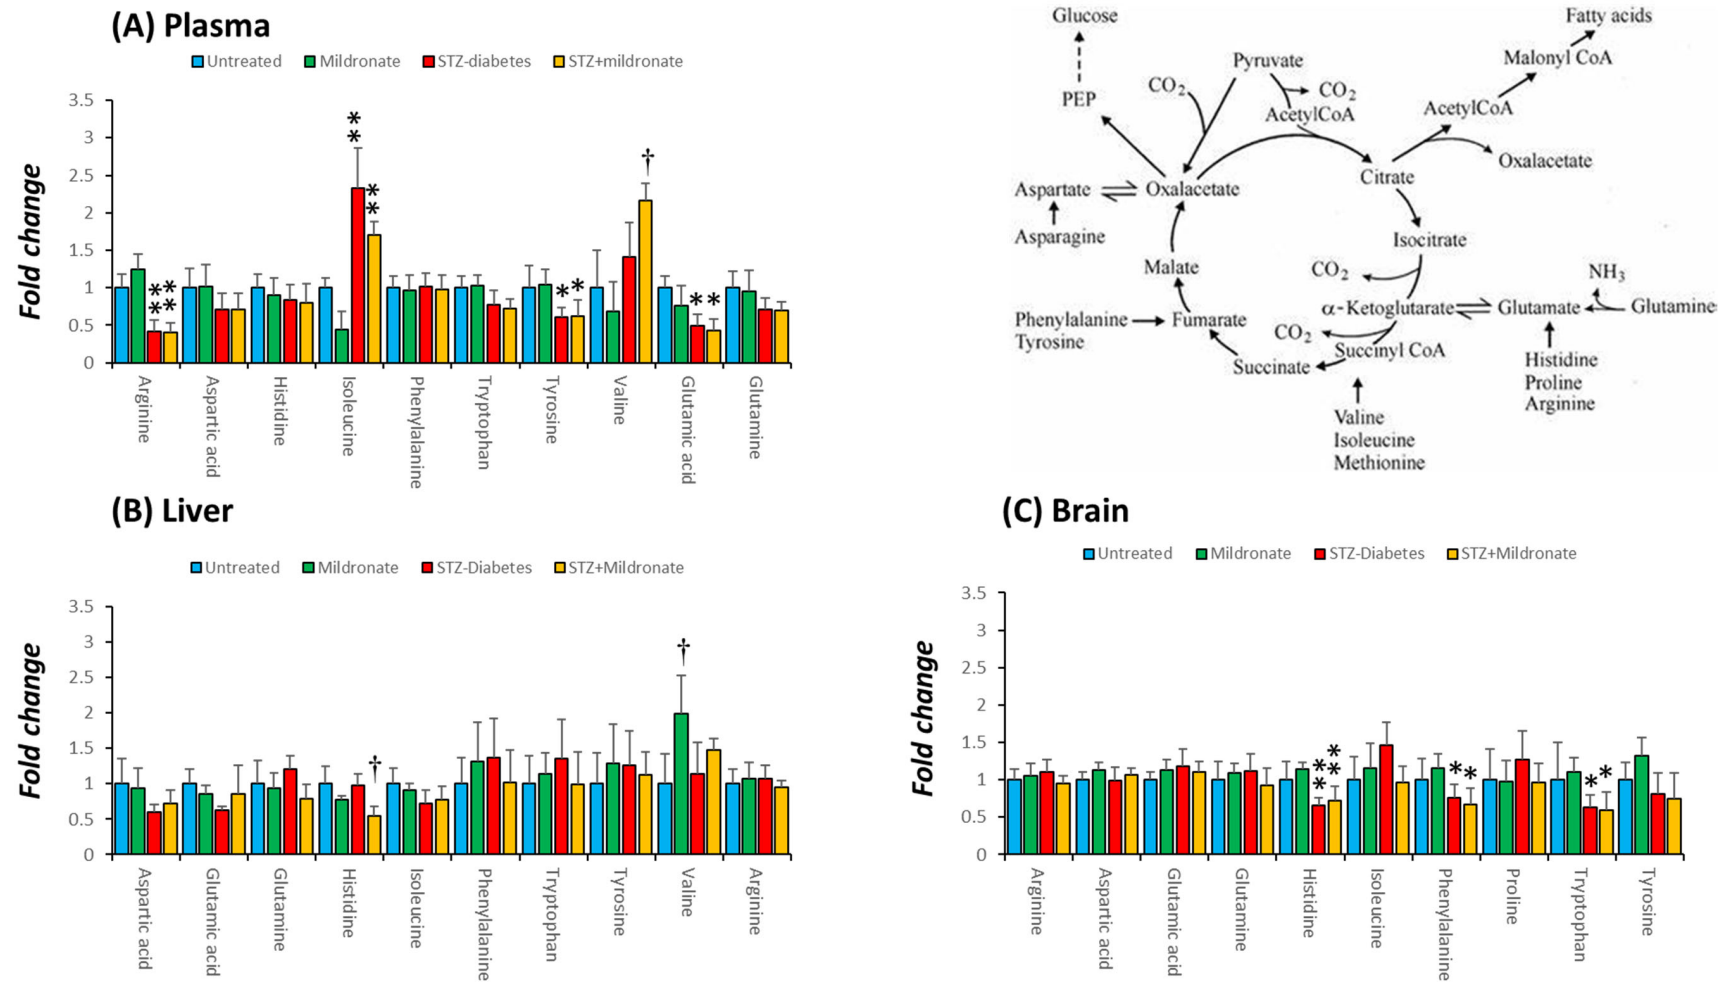 (A) Plasma
Untreated Mildronate STZ-diabetes STZ+mildronate
Fold change
3.5
3
2.5
2
1.5
1
0.5
0
** ** ** ** * * † * *
Arginine
Aspartic acid
Histidine
Isoleucine
Phenylalanine
Tryptophan
Tyrosine
Valine
Glutamic acid
Glutamine
Glucose
Fatty acids
Malonyl CoA
Pyruvate
PEP
CO2
CO2
AcetylCoA
AcetylCoA
Oxalacetate
Aspartate
Oxalacetate
Citrate
Asparagine
Isocitrate
Malate
CO2
NH3
α-Ketoglutarate
Glutamate
Glutamine
Phenylalanine
Tyrosine
Fumarate
CO2
Succinyl CoA
Succinate
Histidine
Proline
Arginine
Valine
Isoleucine
Methionine
(B) Liver
Untreated Mildronate STZ-Diabetes STZ+Mildronate
Fold change
3.5
3
2.5
2
1.5
1
0.5
0
† †
Aspartic acid
Glutamic acid
Glutamine
Histidine
Isoleucine
Phenylalanine
Tryptophan
Tyrosine
Valine
Arginine
(C) Brain
Untreated Mildronate STZ-Diabetes STZ+Mildronate
Fold change
3.5
3
2.5
2
1.5
1
0.5
0
** ** * * * *
Arginine
Aspartic acid
Glutamic acid
Glutamine
Histidine
Isoleucine
Phenylalanine
Proline
Tryptophan
Tyrosine